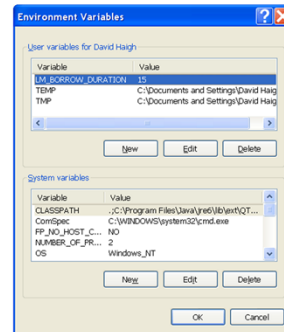 Environment Variables
User variables for David Haigh
Variable Value
LM_BORROW_DURATION 15
TEMP C:\Documents and Settings\David Haig
TMP C:\Documents and Settings\David Haig
New Edit Delete
System variables
Variable Value
CLASSPATH .;C:\Program Files\Java\jre6\lib\ext\QT...
ComSpec C:\WINDOWS\system32\cmd.exe
FP_NO_HOST_C... NO
NUMBER_OF_PR... 2
OS Windows_NT
New Edit Delete
OK Cancel